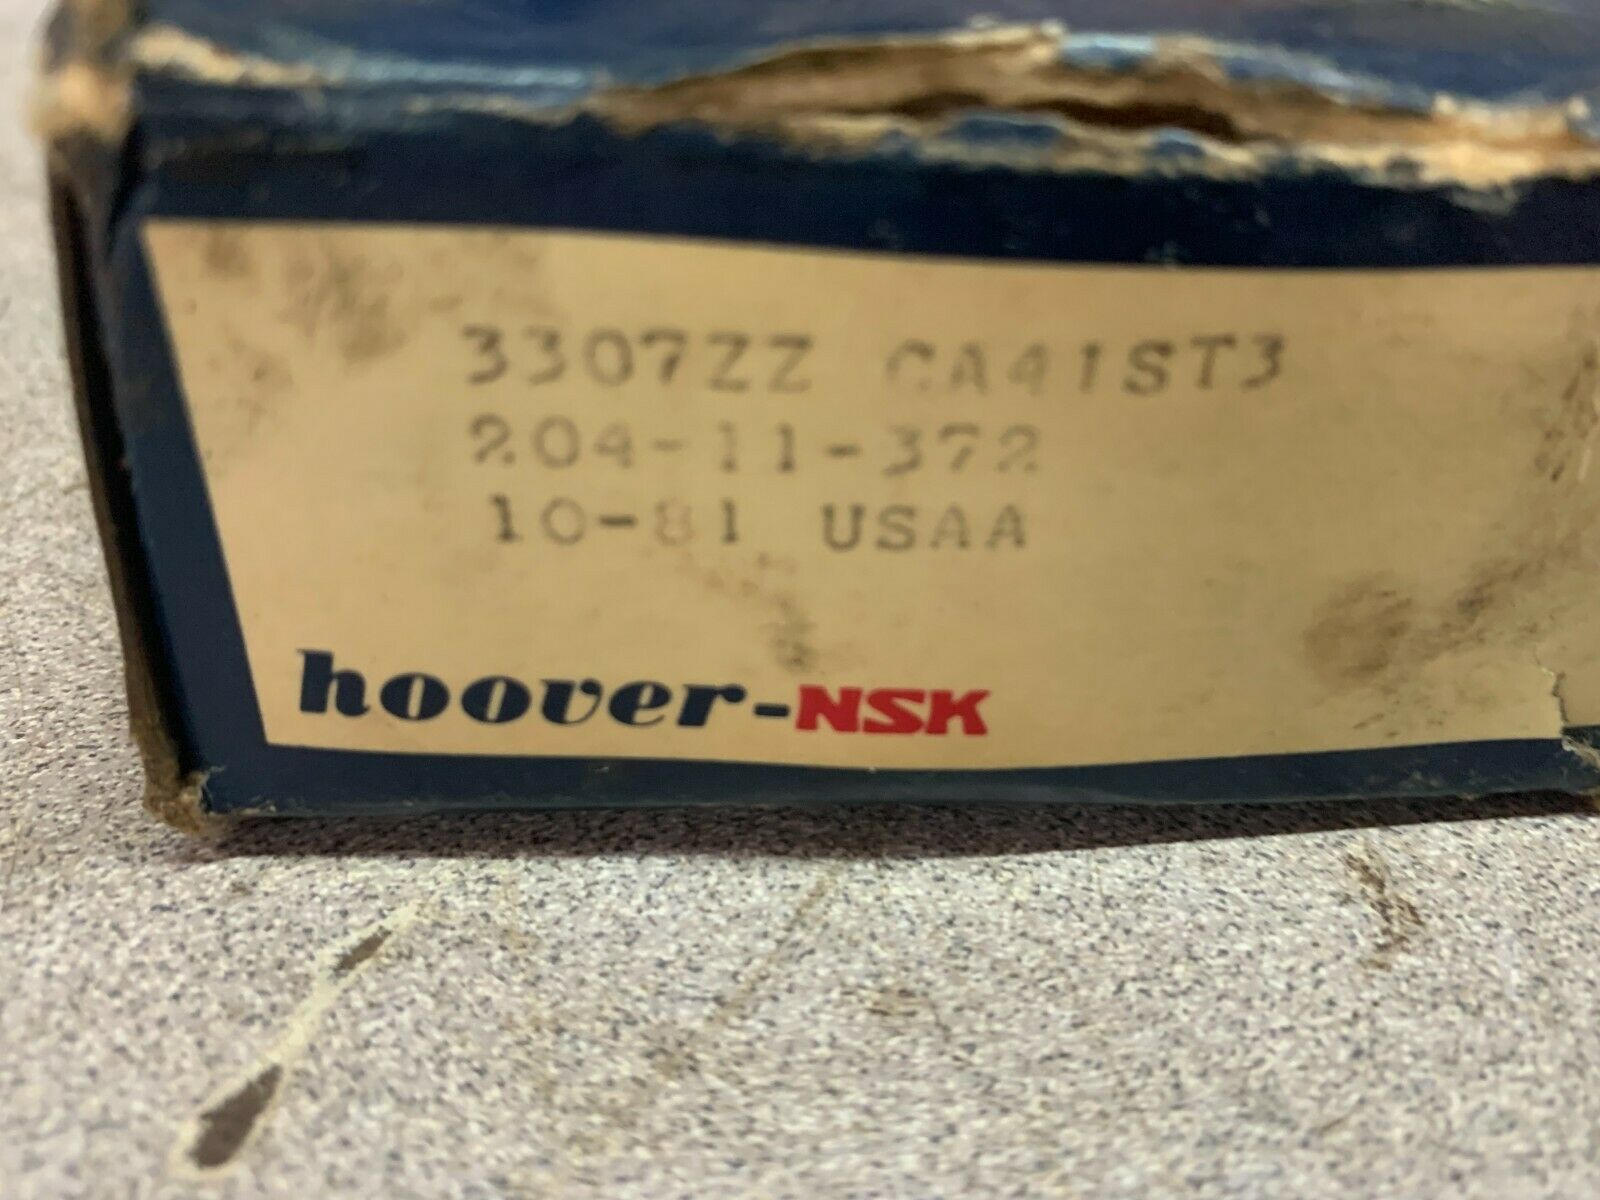 3307ZZ CA41ST3
204-11-372
10-81 USAA
hoover-NSK